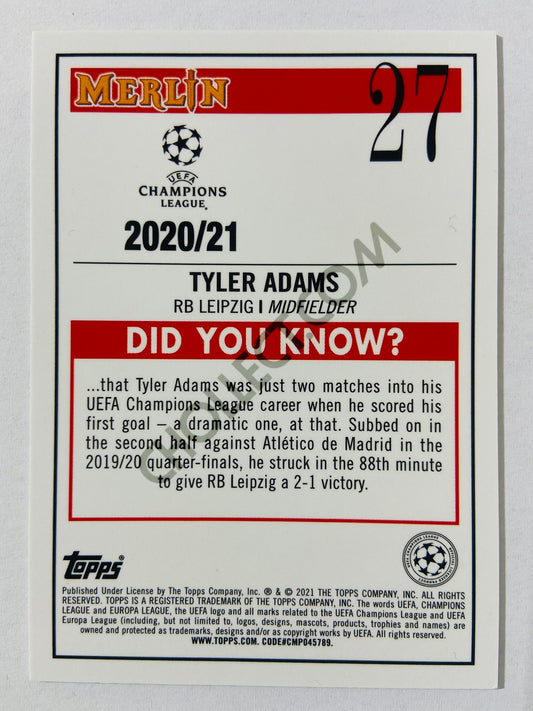 MERLIN
27
UEFA
CHAMPIONS
LEAGUE®
2020/21
TYLER ADAMS
RB LEIPZIG | MIDFIELDER
DID YOU KNOW?
...that Tyler Adams was just two matches into his
UEFA Champions League career when he scored his
first goal – a dramatic one, at that. Subbed on in
the second half against Atlético de Madrid in the
2019/20 quarter-finals, he struck in the 88th minute
to give RB Leipzig a 2-1 victory.
CHOLLECT.COM
topps®
Published Under License by The Topps Company, Inc. ® & © 2021 THE TOPPS COMPANY, INC. ALL RIGHTS
RESERVED. TOPPS IS A REGISTERED TRADEMARK OF THE TOPPS COMPANY, INC. The words UEFA, CHAMPIONS
LEAGUE and EUROPA LEAGUE, the UEFA logo and all marks related to the UEFA Champions League and UEFA
Europa League (including, but not limited to, logos, designs, mascots, products, trophies and names) are
owned and protected as trademarks, designs and/or as copyright works by UEFA. All rights reserved.
WWW.TOPPS.COM. CODE#CMP045789.